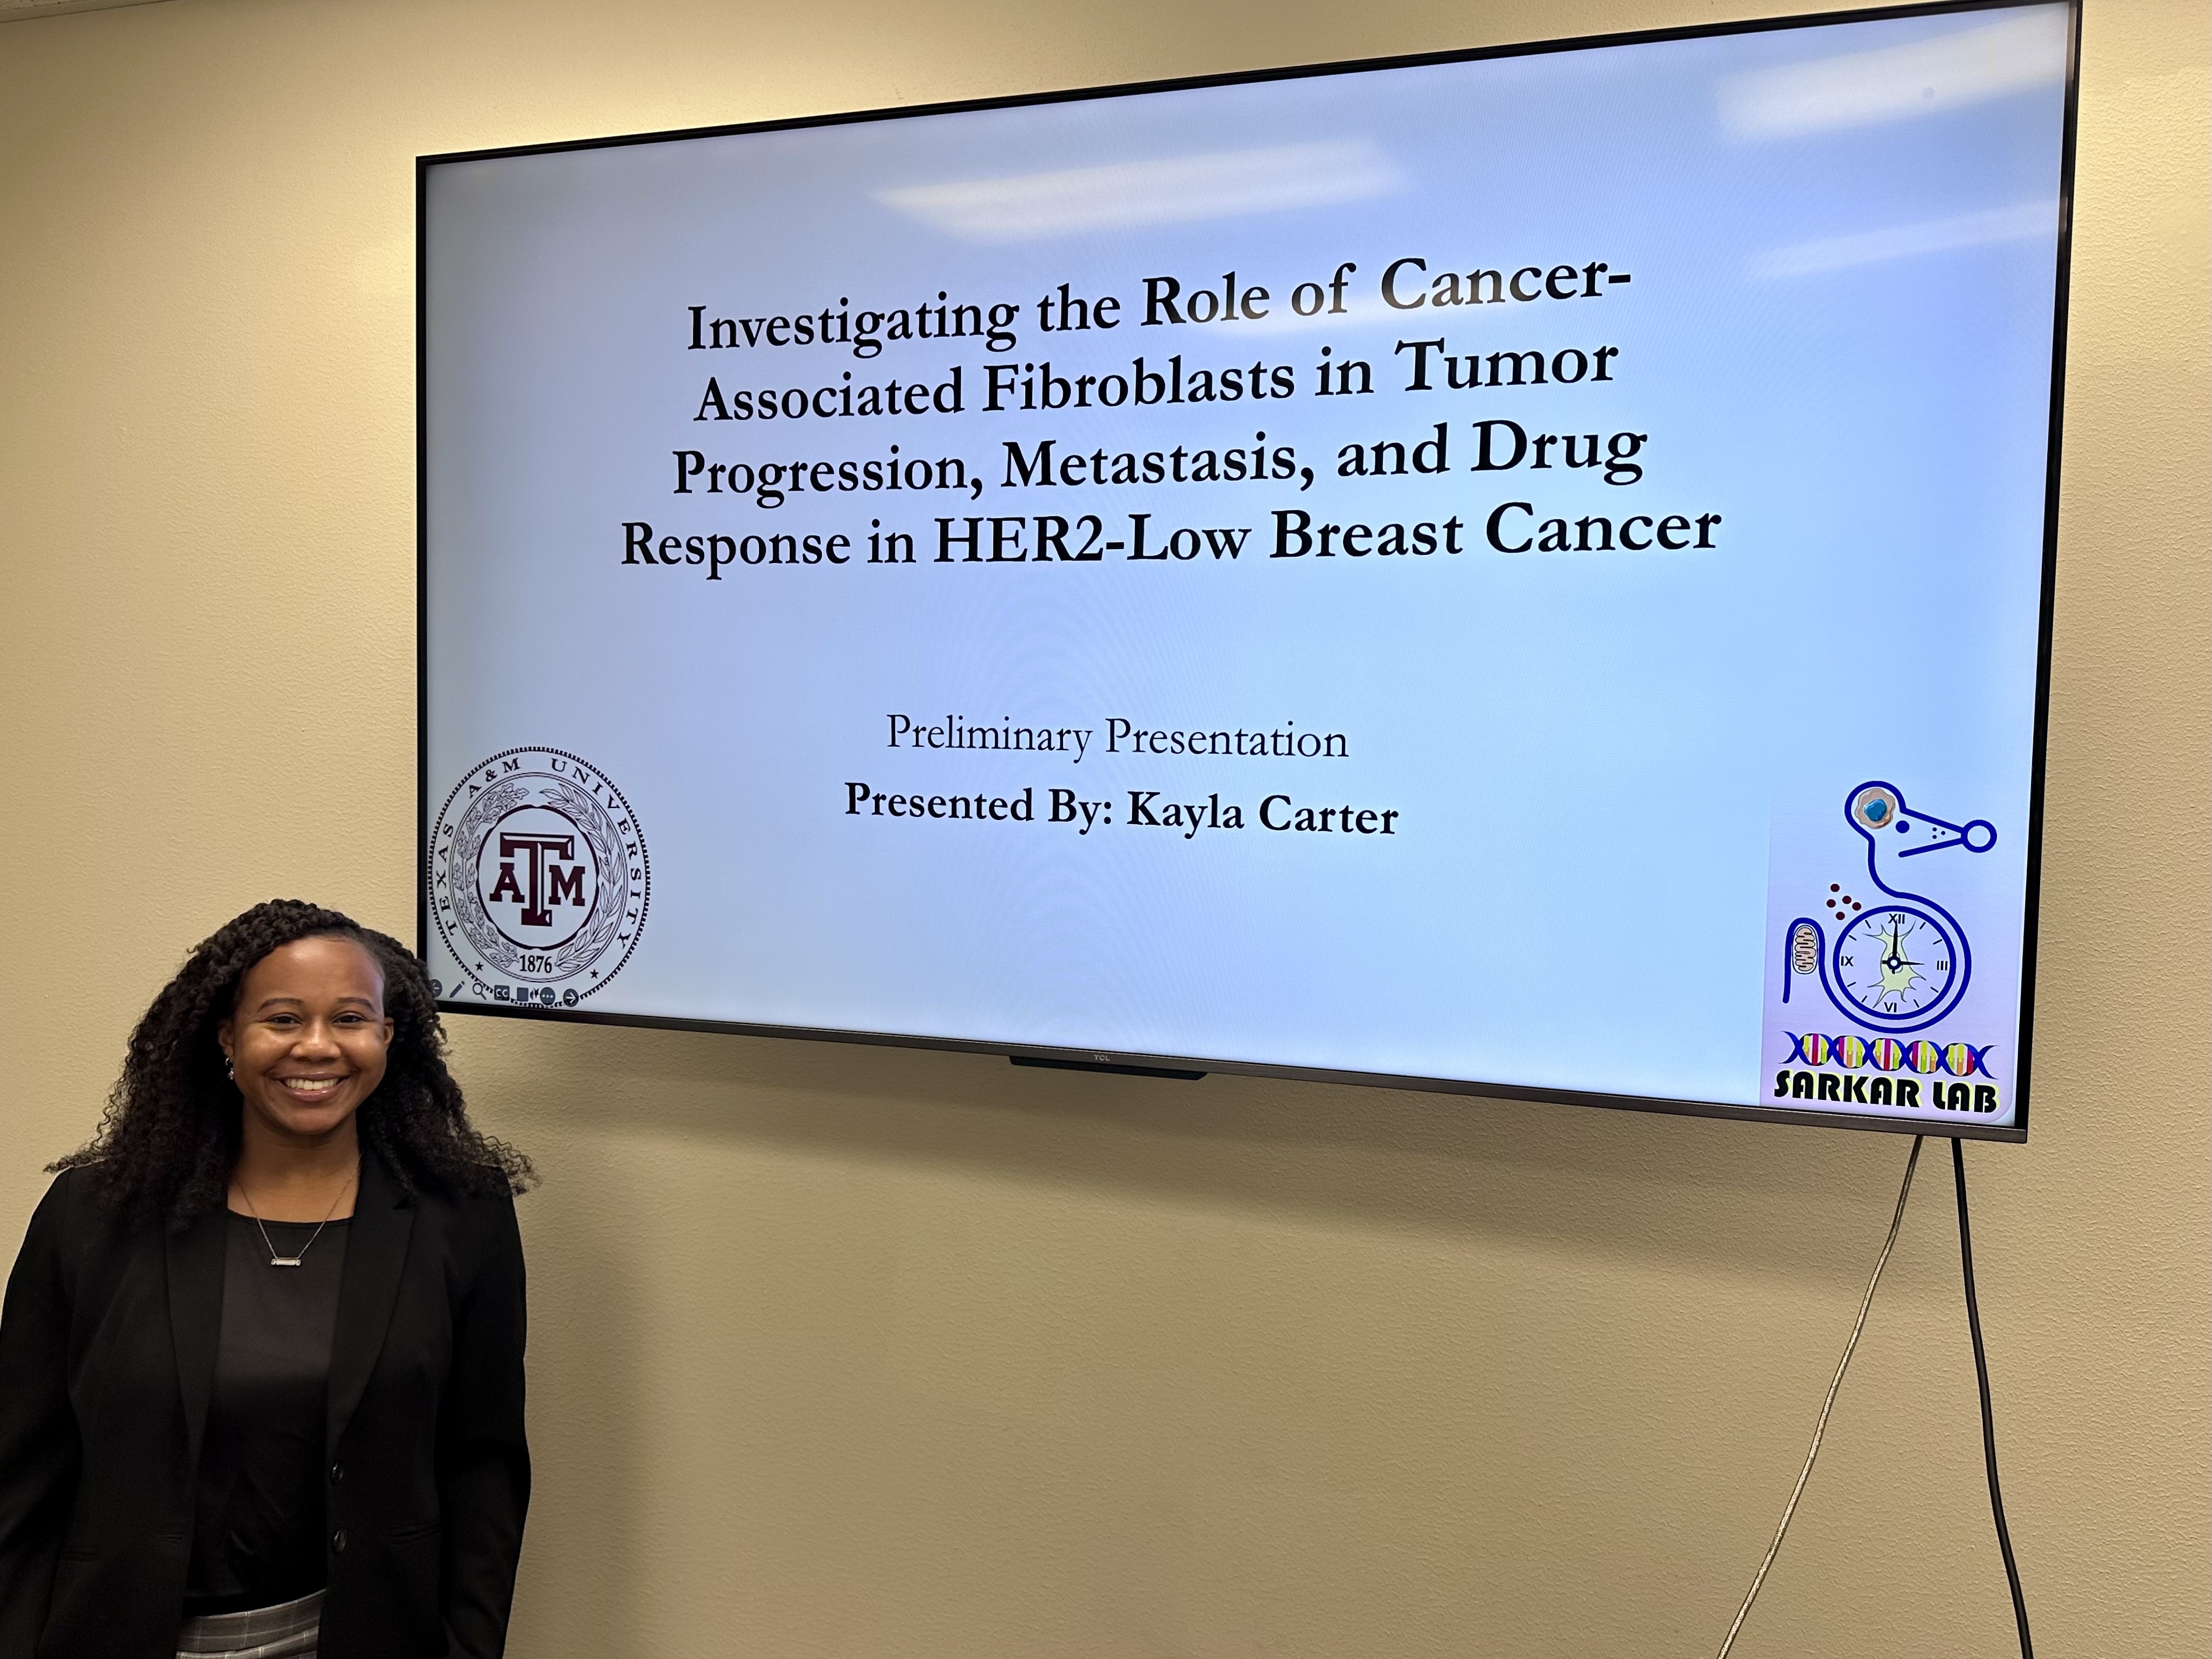 Investigating the Role of Cancer-
Associated Fibroblasts in Tumor
Progression, Metastasis, and Drug
Response in HER2-Low Breast Cancer
Preliminary Presentation
Presented By: Kayla Carter
TEXAS A&M UNIVERSITY
ATM
1876
CC
XII
IX
III
VI
SARKAR LAB
TCL